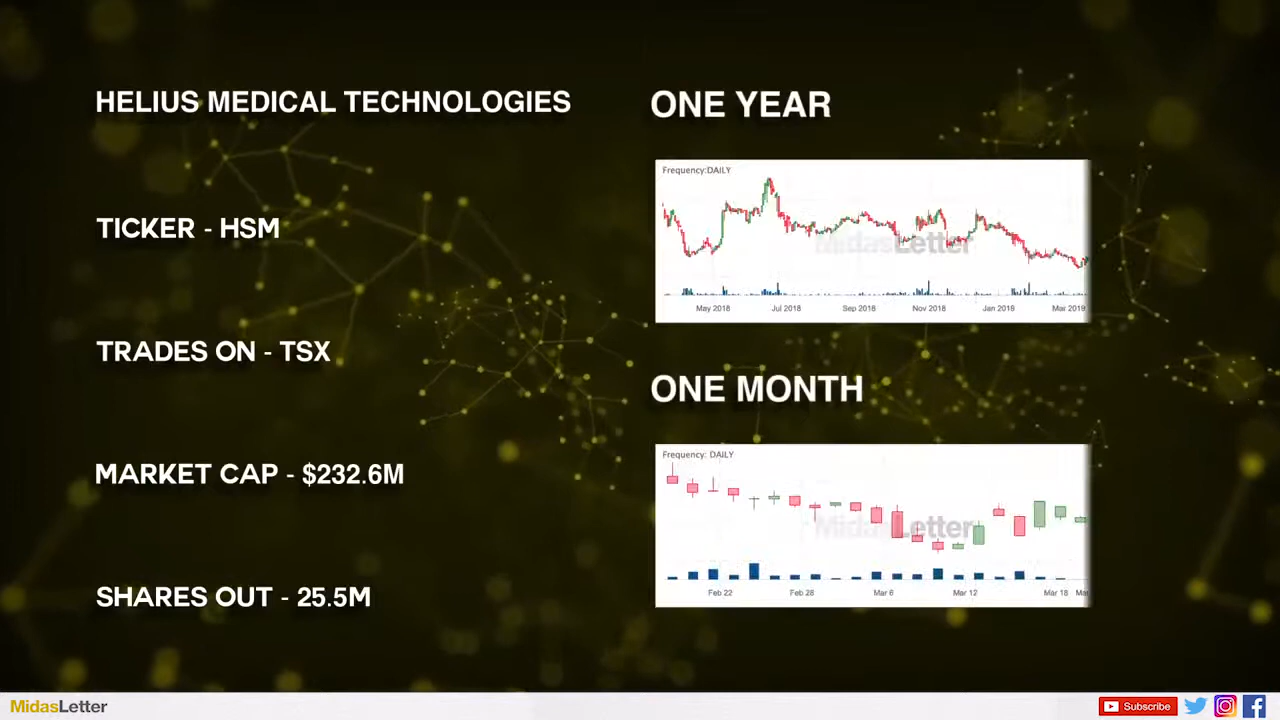 HELIUS MEDICAL TECHNOLOGIES
TICKER - HSM
TRADES ON - TSX
MARKET CAP - $232.6M
SHARES OUT - 25.5M
ONE YEAR
Frequency:DAILY
MidasLetter
May 2018 Jul 2018 Sep 2018 Nov 2018 Jan 2019 Mar 2019
ONE MONTH
Frequency: DAILY
MidasLetter
Feb 22 Feb 28 Mar 6 Mar 12 Mar 18 Mar
MidasLetter
Subscribe